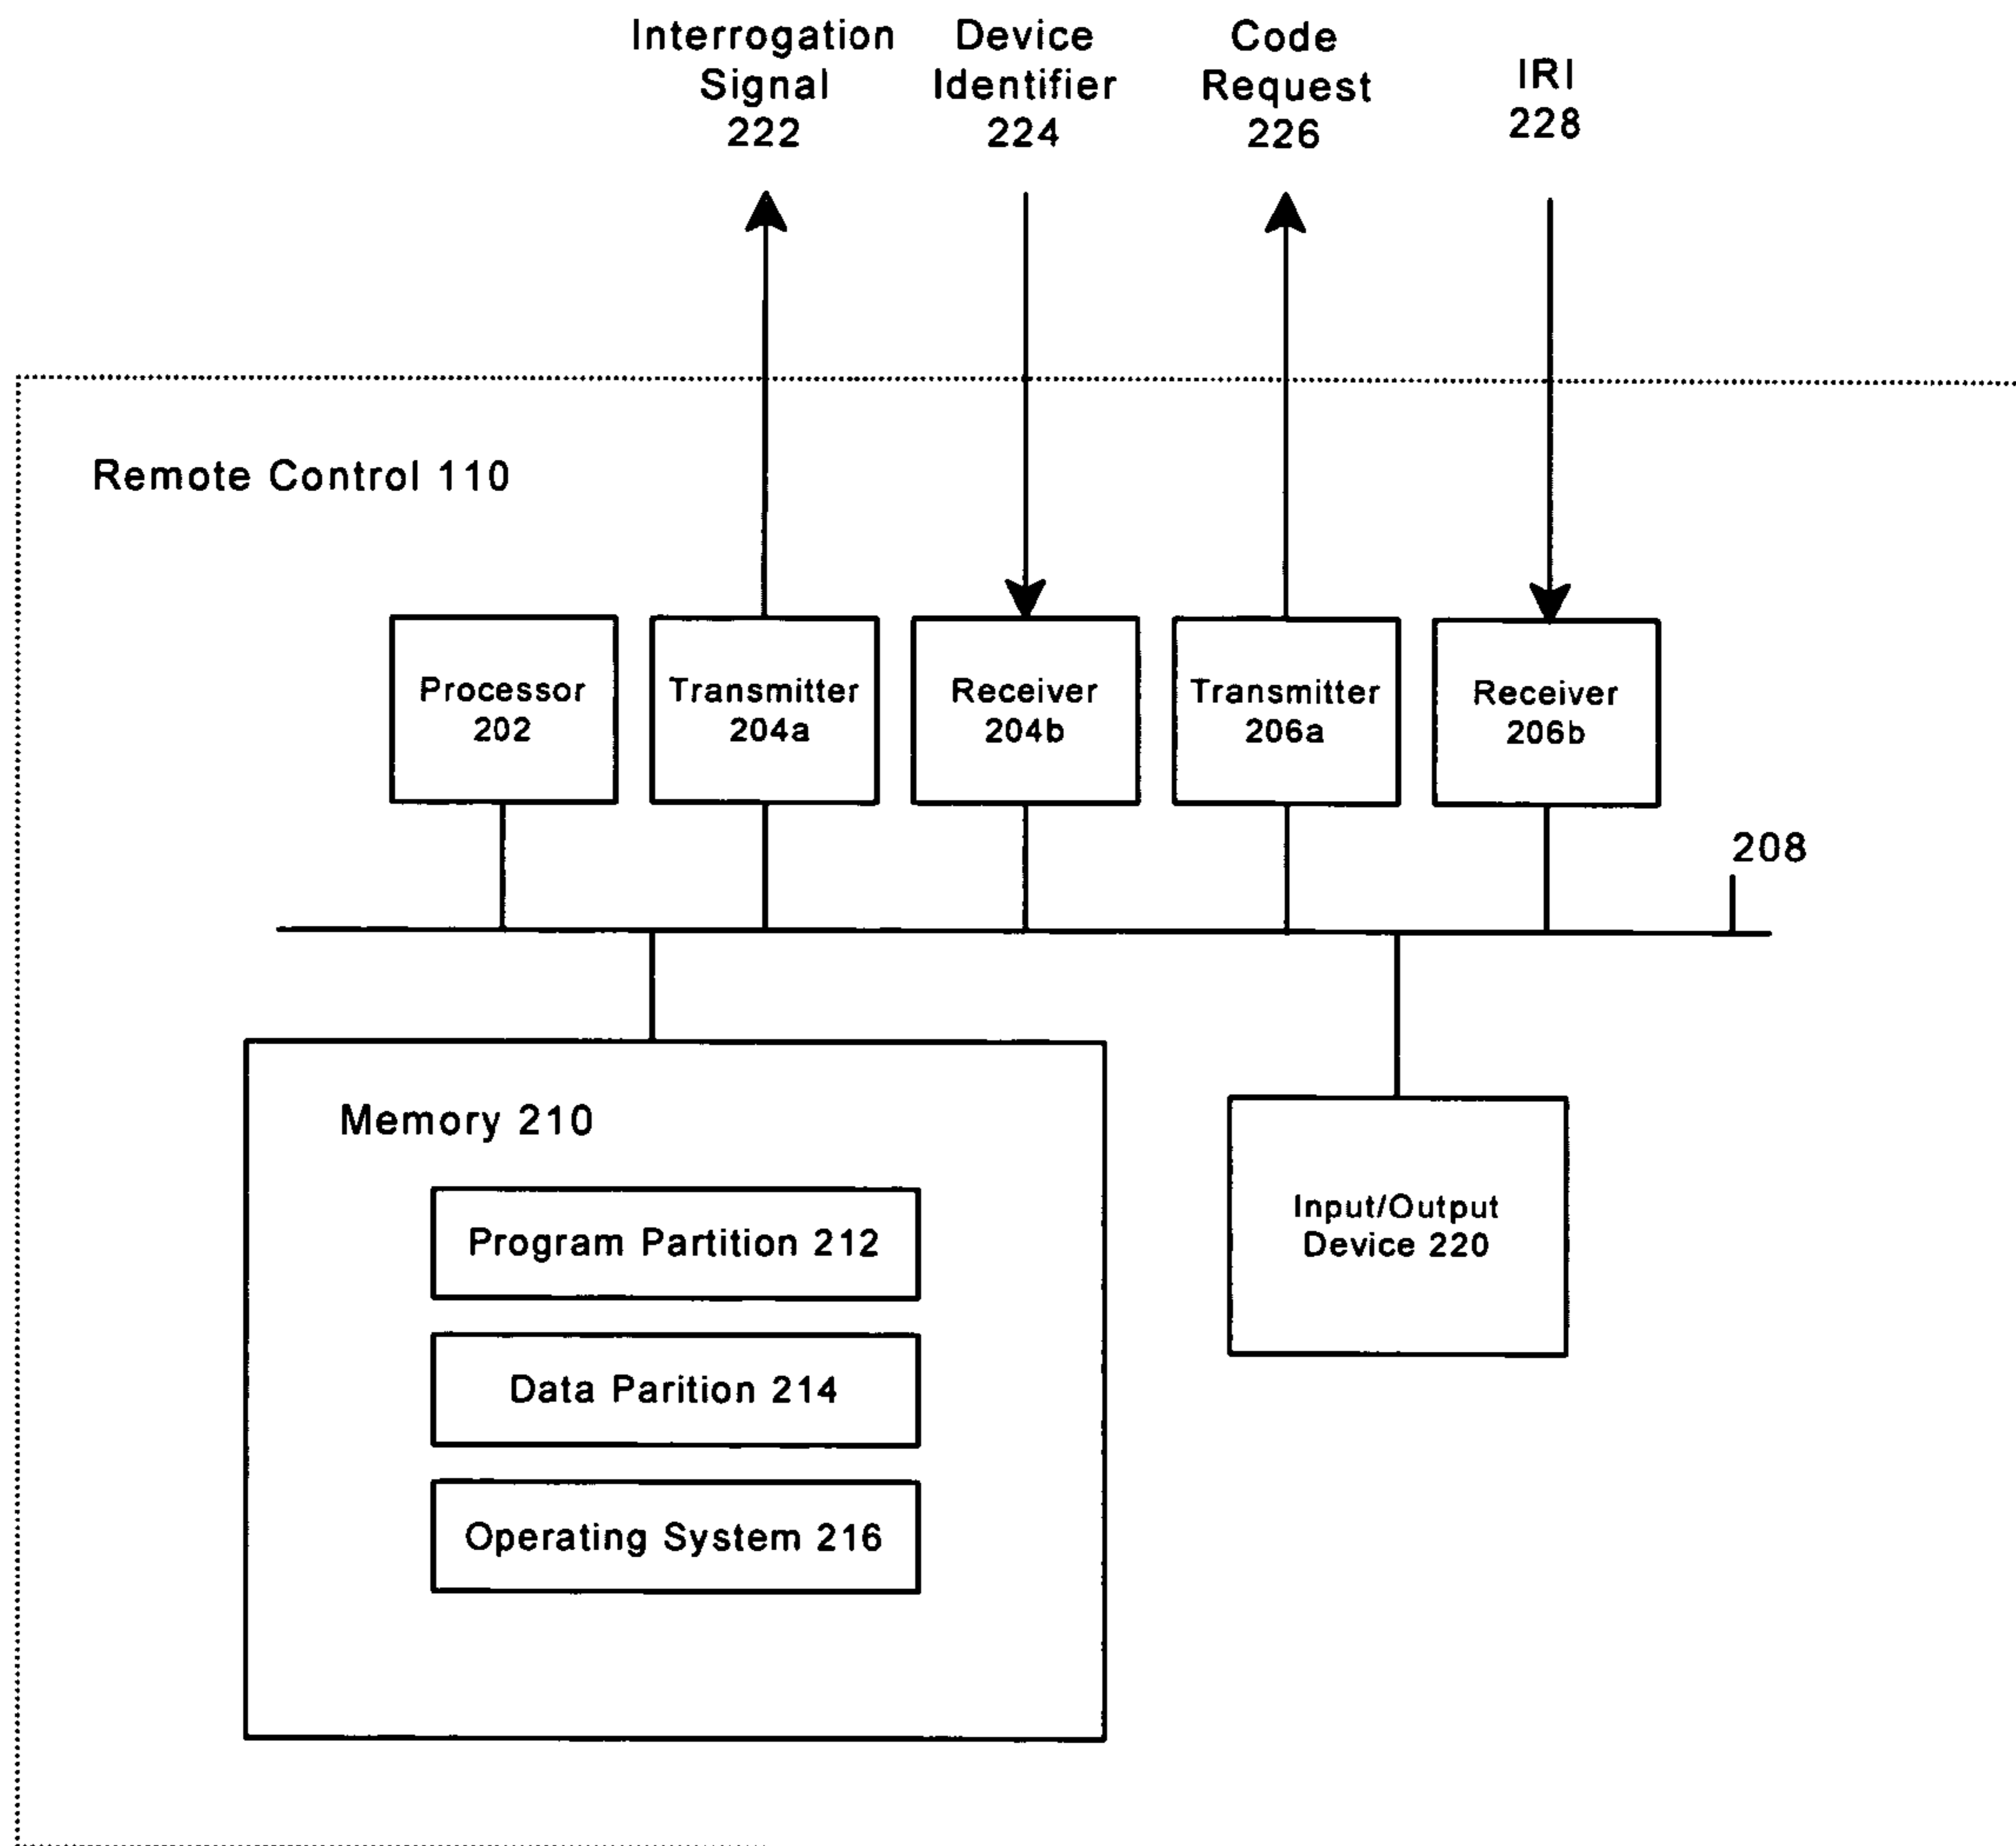 Interrogation
Signal
222
Device
Identifier
224
Code
Request
226
IRI
228
Remote Control 110
Processor
202
Transmitter
204a
Receiver
204b
Transmitter
206a
Receiver
206b
208
Memory 210
Program Partition 212
Data Parition 214
Operating System 216
Input/Output
Device 220